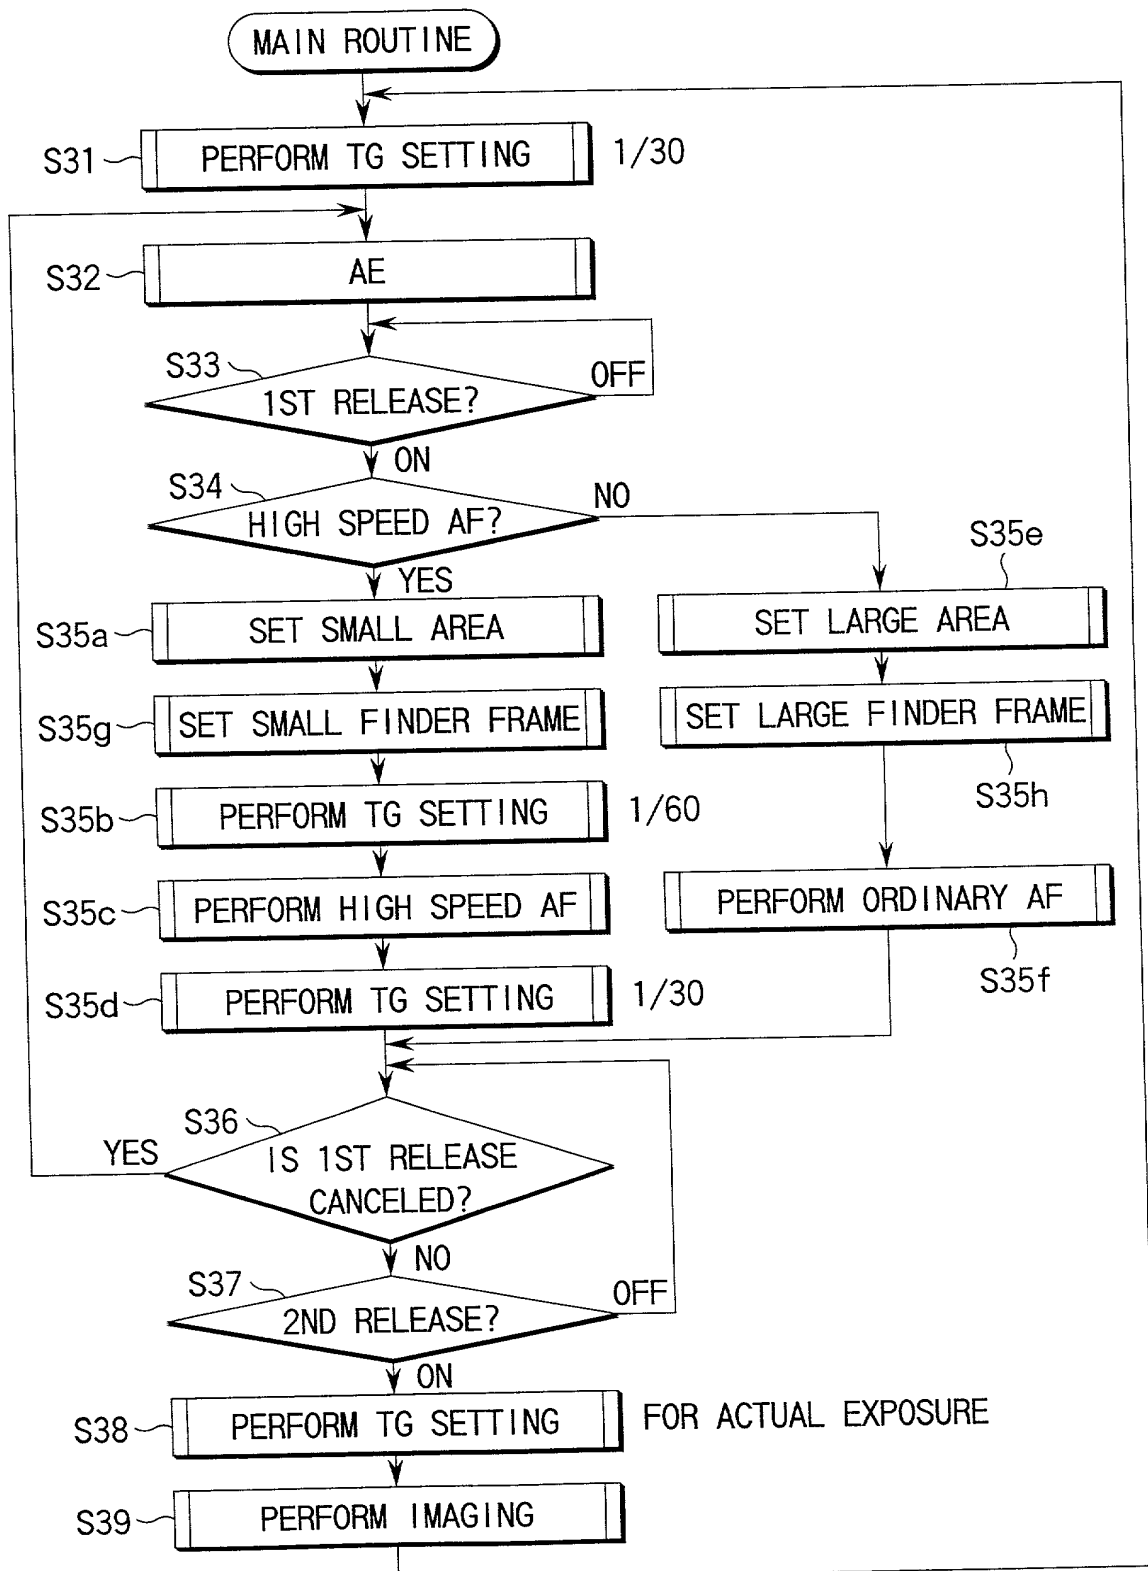 MAIN ROUTINE
S31 PERFORM TG SETTING 1/30
S32 AE
S33 1ST RELEASE? OFF
ON
S34 HIGH SPEED AF? NO
YES
S35e
S35a SET SMALL AREA
SET LARGE AREA
S35g SET SMALL FINDER FRAME
SET LARGE FINDER FRAME
S35h
S35b PERFORM TG SETTING 1/60
S35c PERFORM HIGH SPEED AF
PERFORM ORDINARY AF
S35f
S35d PERFORM TG SETTING 1/30
S36
YES
IS 1ST RELEASE
CANCELED?
NO
S37 2ND RELEASE? OFF
ON
S38 PERFORM TG SETTING FOR ACTUAL EXPOSURE
S39 PERFORM IMAGING